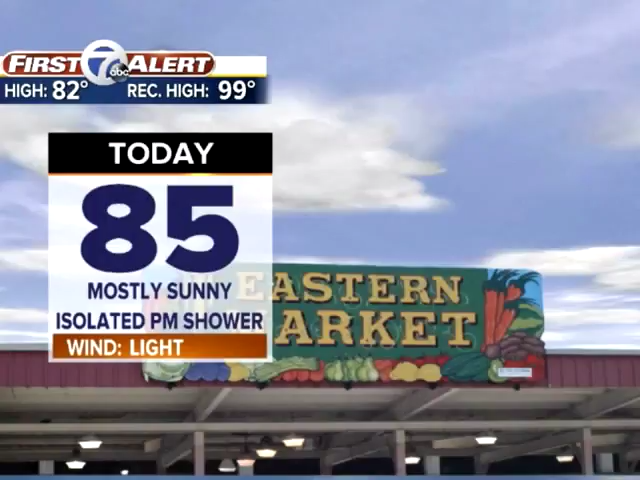 FIRST 7 abc ALERT
HIGH: 82° REC. HIGH: 99°
TODAY
85
MOSTLY SUNNY
ISOLATED PM SHOWER
WIND: LIGHT
EASTERN
MARKET